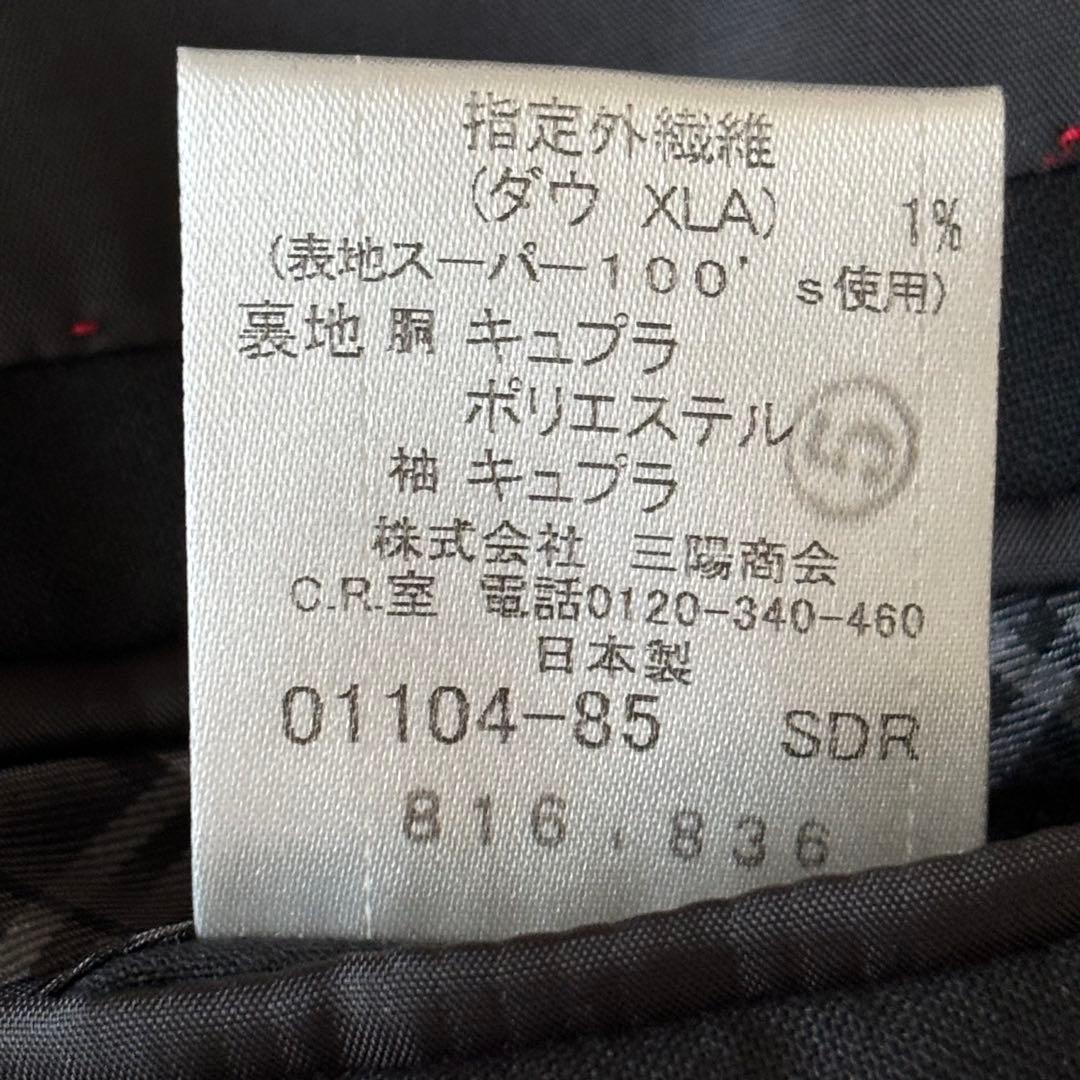 指定外繊維
(ダウ XLA) 1%
(表地スーパー100's使用)
裏地 胴 キュプラ
ポリエステル
袖 キュプラ
株式会社 三陽商会
C.R.室 電話0120-340-460
日本製
01104-85 SDR
816.836